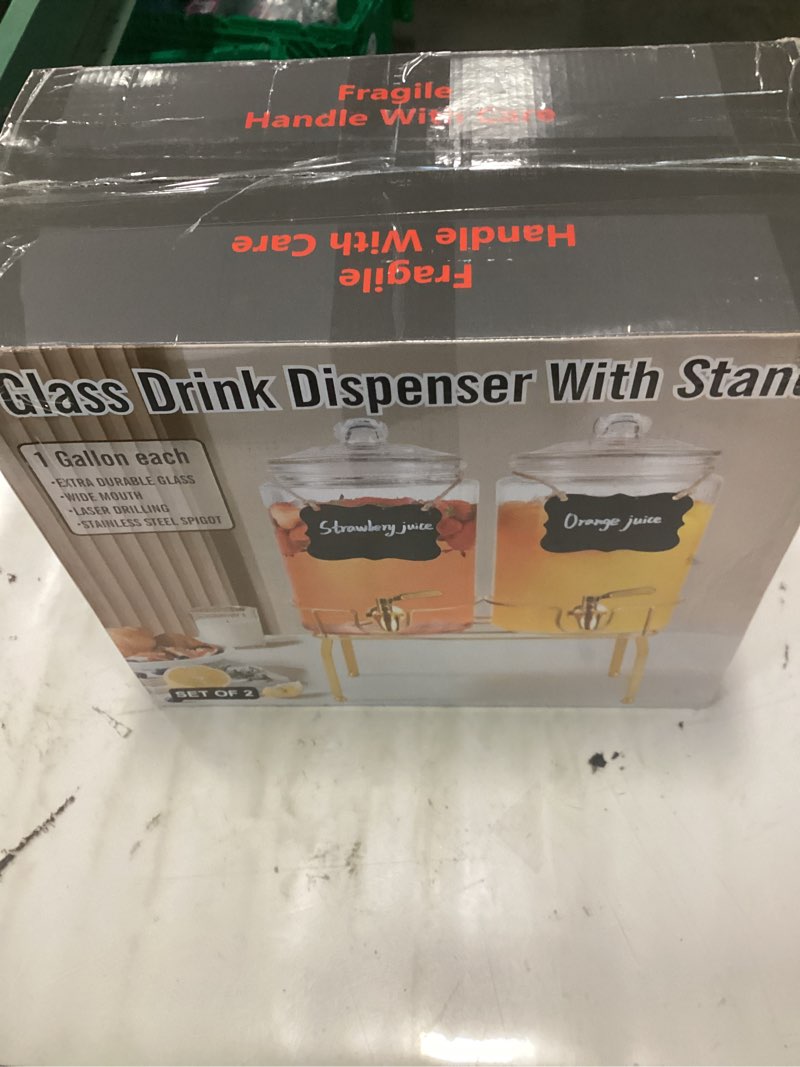 Fragile
Handle With Care
Fragile
Handle With Care
Glass Drink Dispenser With Stan
1 Gallon each
-EXTRA DURABLE GLASS
-WIDE MOUTH
-LASER DRILLING
-STAINLESS STEEL SPIGOT
Strawbery juice
Orange juice
SET OF 2